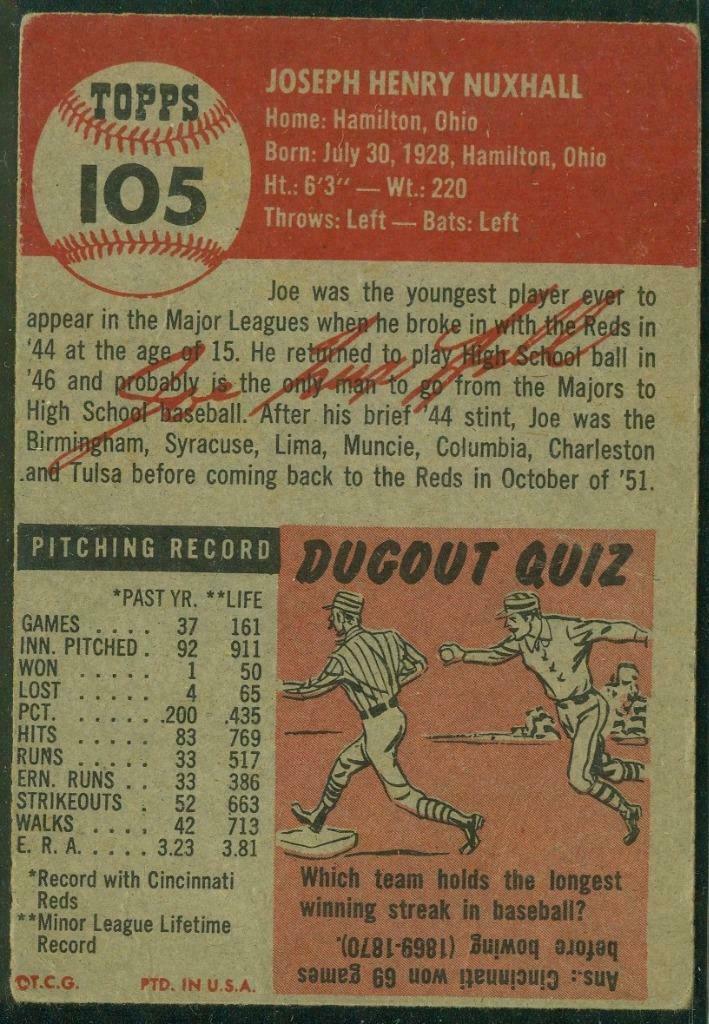 TOPPS
105
JOSEPH HENRY NUXHALL
Home: Hamilton, Ohio
Born: July 30, 1928, Hamilton, Ohio
Ht.: 6'3" — Wt.: 220
Throws: Left — Bats: Left
Joe was the youngest player ever to
appear in the Major Leagues when he broke in with the Reds in
'44 at the age of 15. He returned to play High School ball in
'46 and probably is the only man to go from the Majors to
High School baseball. After his brief '44 stint, Joe was the
Birmingham, Syracuse, Lima, Muncie, Columbia, Charleston
and Tulsa before coming back to the Reds in October of '51.
Joe Nuxhall
PITCHING RECORD
*PAST YR. **LIFE
GAMES . . . . 37 161
INN. PITCHED . 92 911
WON . . . . . 1 50
LOST . . . . . 4 65
PCT. . . . . . .200 .435
HITS . . . . . 83 769
RUNS . . . . . 33 517
ERN. RUNS . . 33 386
STRIKEOUTS . 52 663
WALKS . . . . 42 713
E. R. A. . . . . . 3.23 3.81
*Record with Cincinnati
Reds
**Minor League Lifetime
Record
©T.C.G. PTD. IN U.S.A.
DUGOUT QUIZ
Which team holds the longest
winning streak in baseball?
Ans.: Cincinnati won 69 games
before bowing (1869-1870).